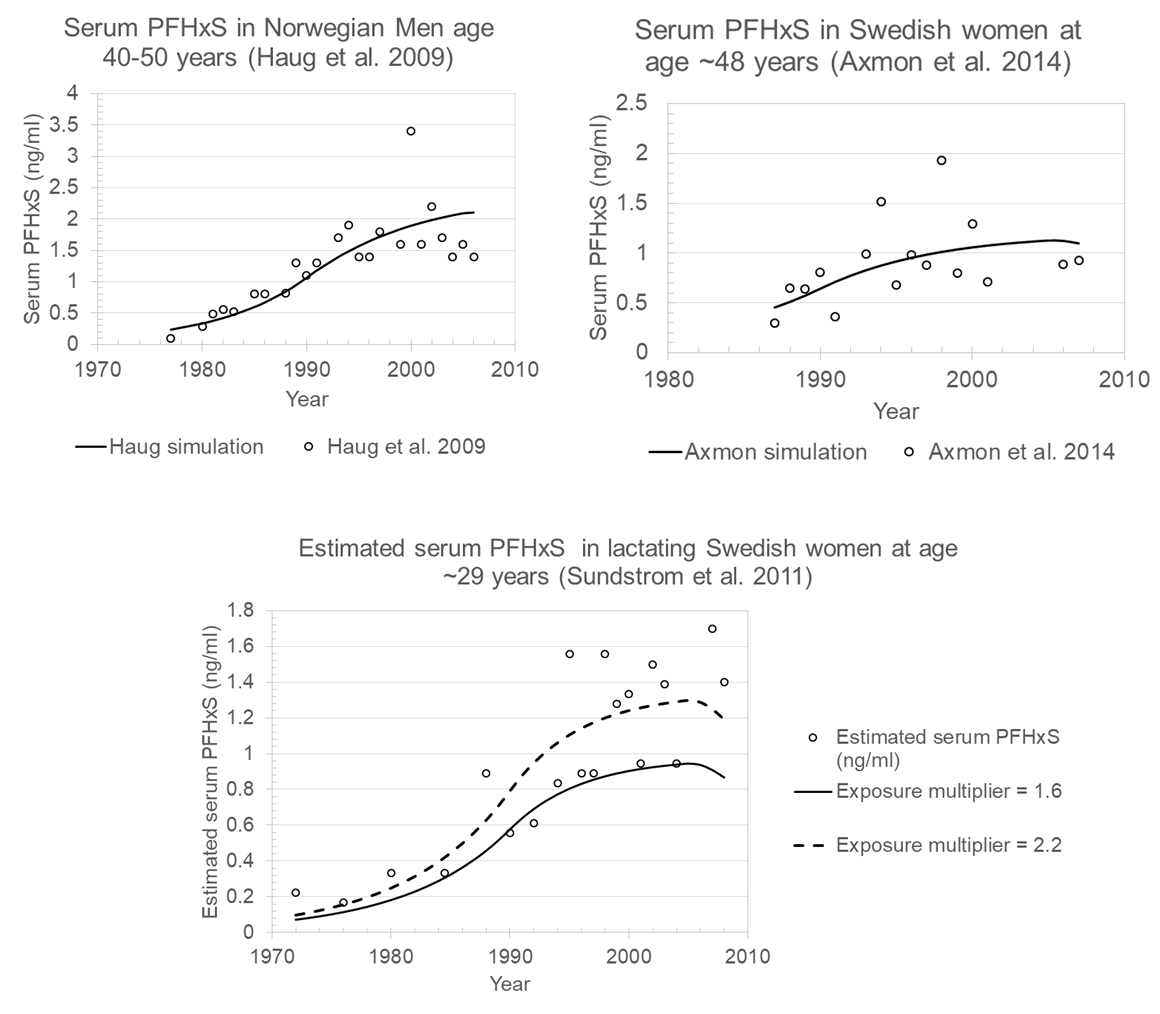 Serum PFHxS in Norwegian Men age
40-50 years (Haug et al. 2009)
Serum PFHxS (ng/ml)
4
3.5
3
2.5
2
1.5
1
0.5
0
1970 1980 1990 2000 2010
Year
Haug simulation Haug et al. 2009
Serum PFHxS in Swedish women at
age ~48 years (Axmon et al. 2014)
Serum PFHxS (ng/ml)
2.5
2
1.5
1
0.5
0
1980 1990 2000 2010
Year
Axmon simulation Axmon et al. 2014
Estimated serum PFHxS in lactating Swedish women at age
~29 years (Sundstrom et al. 2011)
Estimated serum PFHxS (ng/ml)
1.8
1.6
1.4
1.2
1
0.8
0.6
0.4
0.2
0
1970 1980 1990 2000 2010
Year
Estimated serum PFHxS
(ng/ml)
Exposure multiplier = 1.6
Exposure multiplier = 2.2